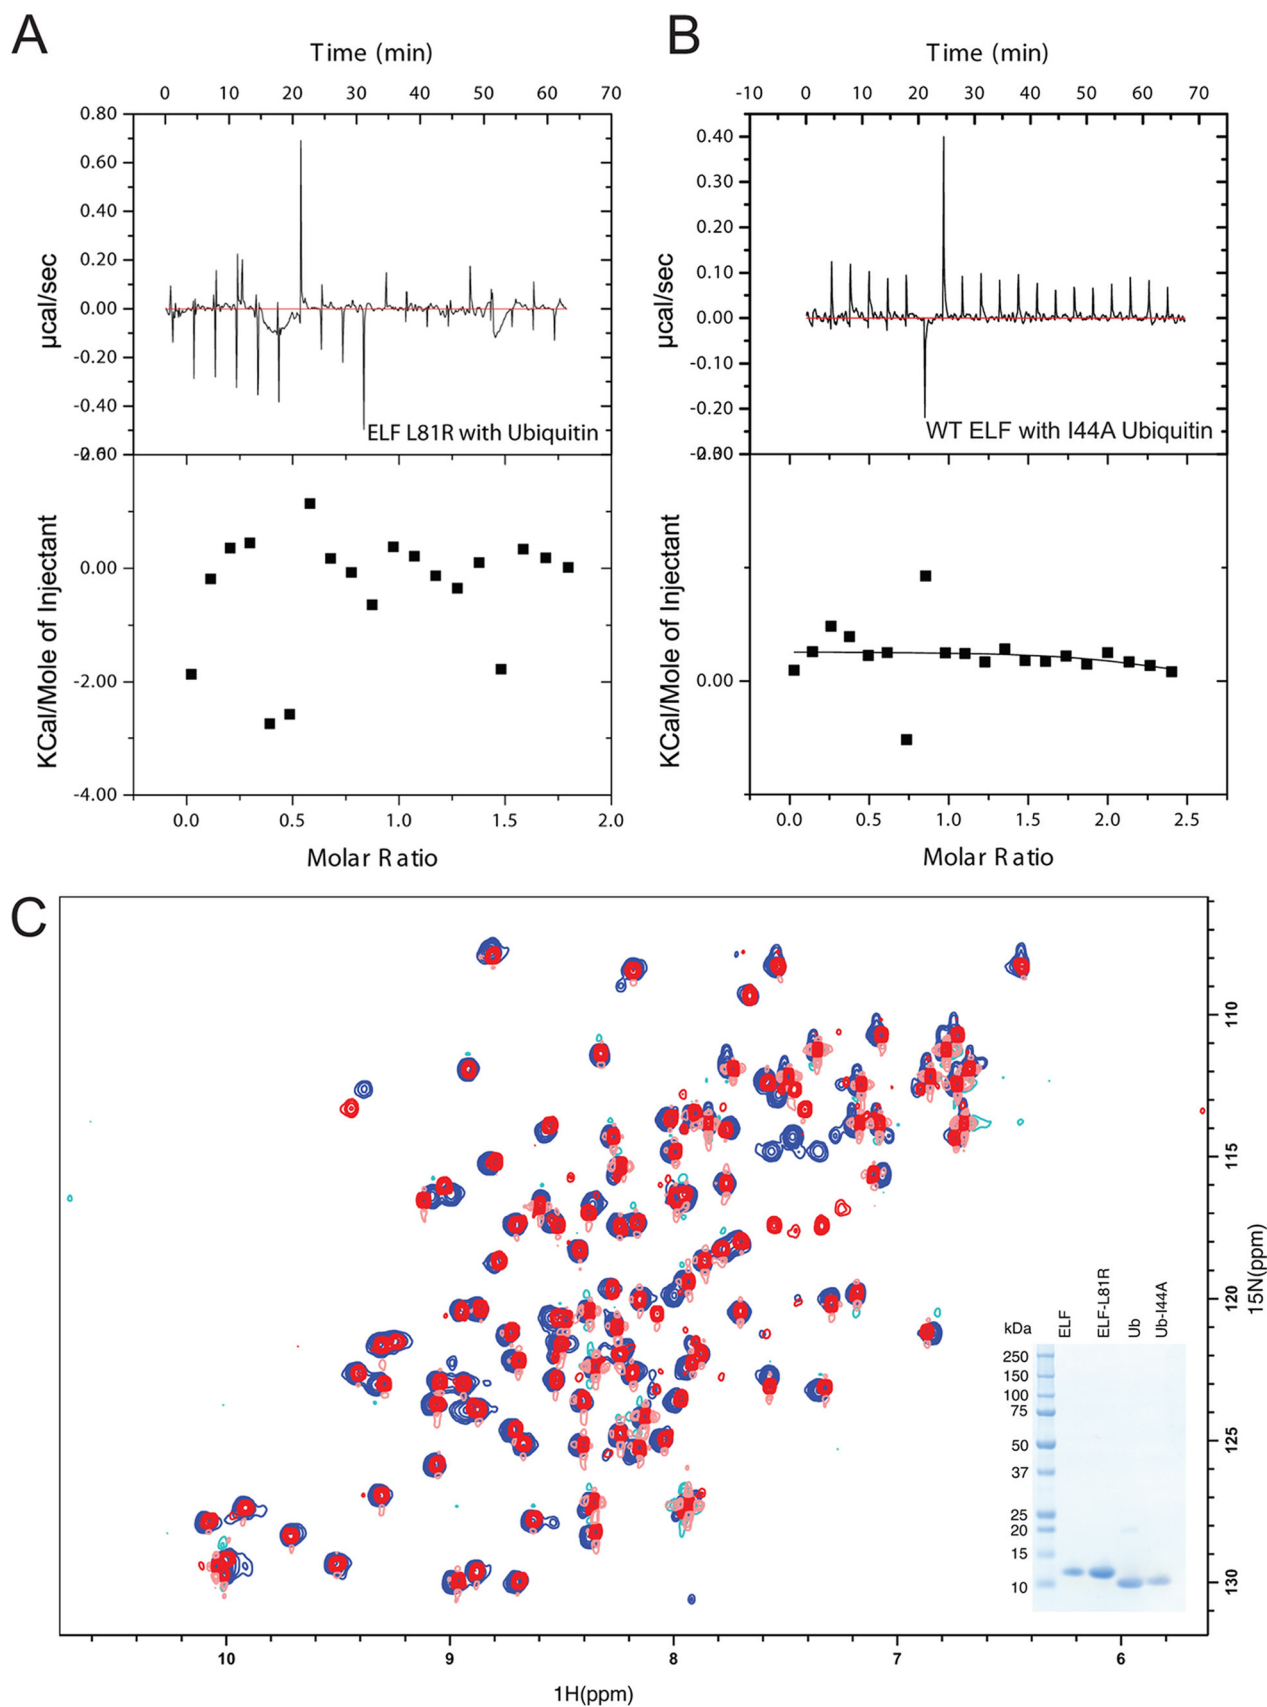 A
Time (min)
0 10 20 30 40 50 60 70
0.80
0.60
0.40
0.20
0.00
-0.20
-0.40
µcal/sec
ELF L81R with Ubiquitin
0.00
-2.00
-4.00
KCal/Mole of Injectant
0.0 0.5 1.0 1.5 2.0
Molar Ratio
B
Time (min)
-10 0 10 20 30 40 50 60 70
0.40
0.30
0.20
0.10
0.00
-0.10
-0.20
µcal/sec
WT ELF with I44A Ubiquitin
0.00
KCal/Mole of Injectant
0.0 0.5 1.0 1.5 2.0 2.5
Molar Ratio
C
110
115
120
125
130
15N(ppm)
kDa ELF ELF-L81R Ub Ub-I44A
250
150
100
75
50
37
25
20
15
10
10 9 8 7 6
1H(ppm)